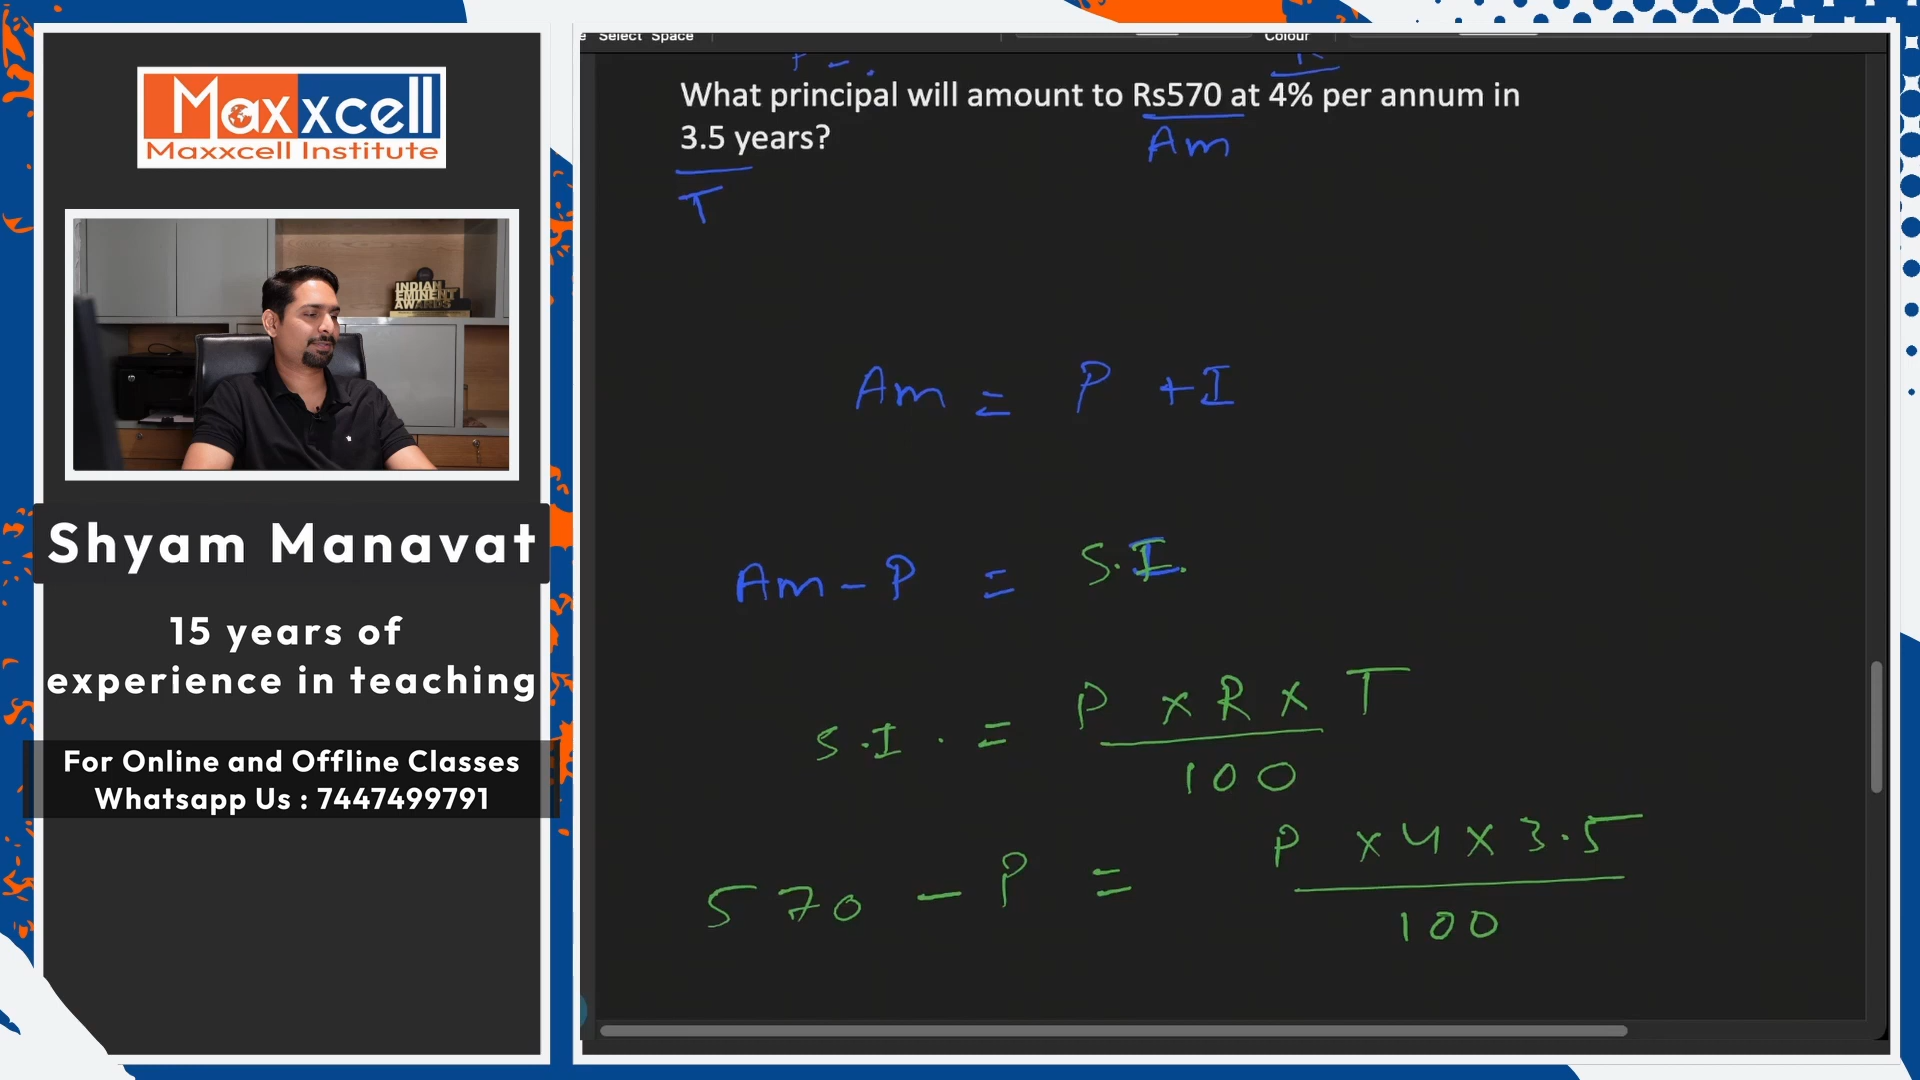 Maxxcell
Maxxcell Institute
INDIAN
EMINENT
AWARDS
Shyam Manavat
15 years of
experience in teaching
For Online and Offline Classes
Whatsapp Us : 7447499791
Select Space
Colour
What principal will amount to Rs570 at 4% per annum in
Am
3.5 years?
T
Am = P + I
Am - P = S.I.
S.I. = P x R x T
100
570 - P = P x 4 x 3.5
100